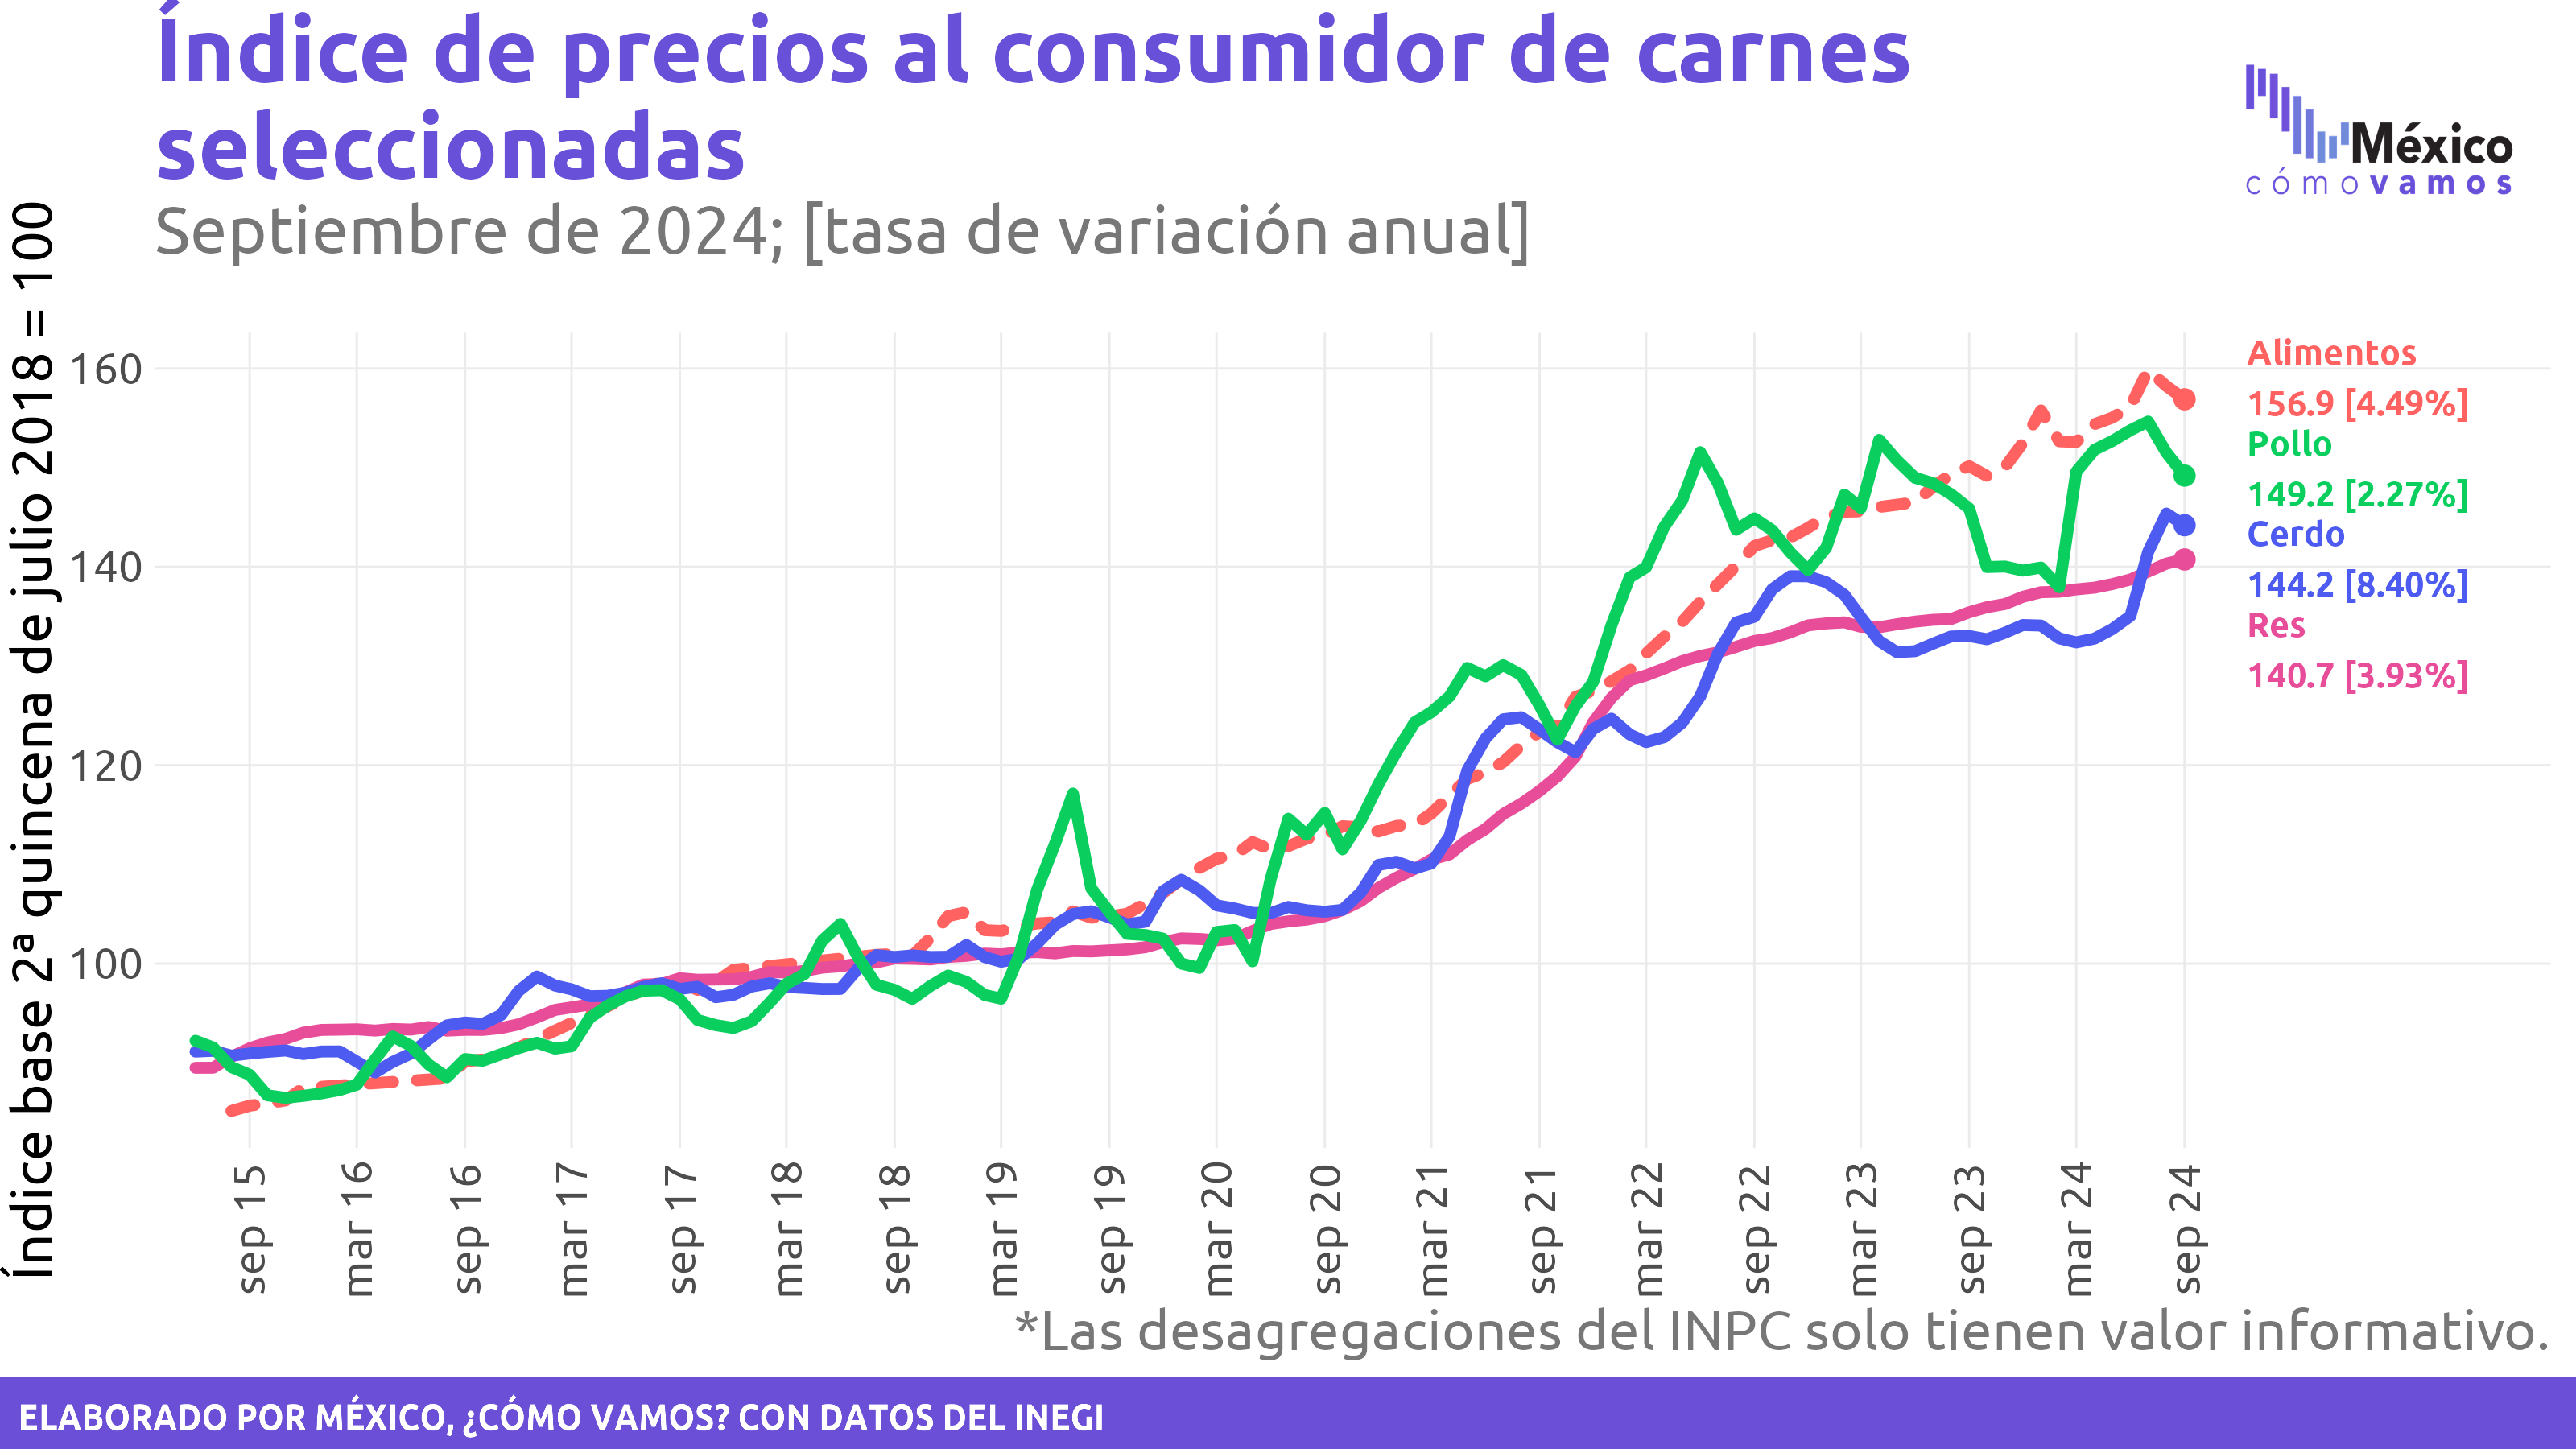 Índice de precios al consumidor de carnes
seleccionadas
Septiembre de 2024; [tasa de variación anual]
México
cómovamos
Índice base 2ª quincena de julio 2018 = 100
160
140
120
100
Alimentos
156.9 [4.49%]
Pollo
149.2 [2.27%]
Cerdo
144.2 [8.40%]
Res
140.7 [3.93%]
sep 15
mar 16
sep 16
mar 17
sep 17
mar 18
sep 18
mar 19
sep 19
mar 20
sep 20
mar 21
sep 21
mar 22
sep 22
mar 23
sep 23
mar 24
sep 24
*Las desagregaciones del INPC solo tienen valor informativo.
ELABORADO POR MÉXICO, ¿CÓMO VAMOS? CON DATOS DEL INEGI